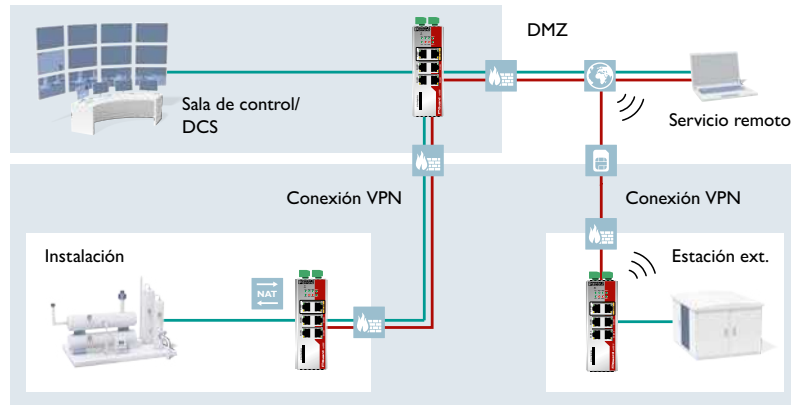 DMZ
Sala de control/
DCS
Servicio remoto
Conexión VPN
Conexión VPN
Instalación
Estación ext.
NAT